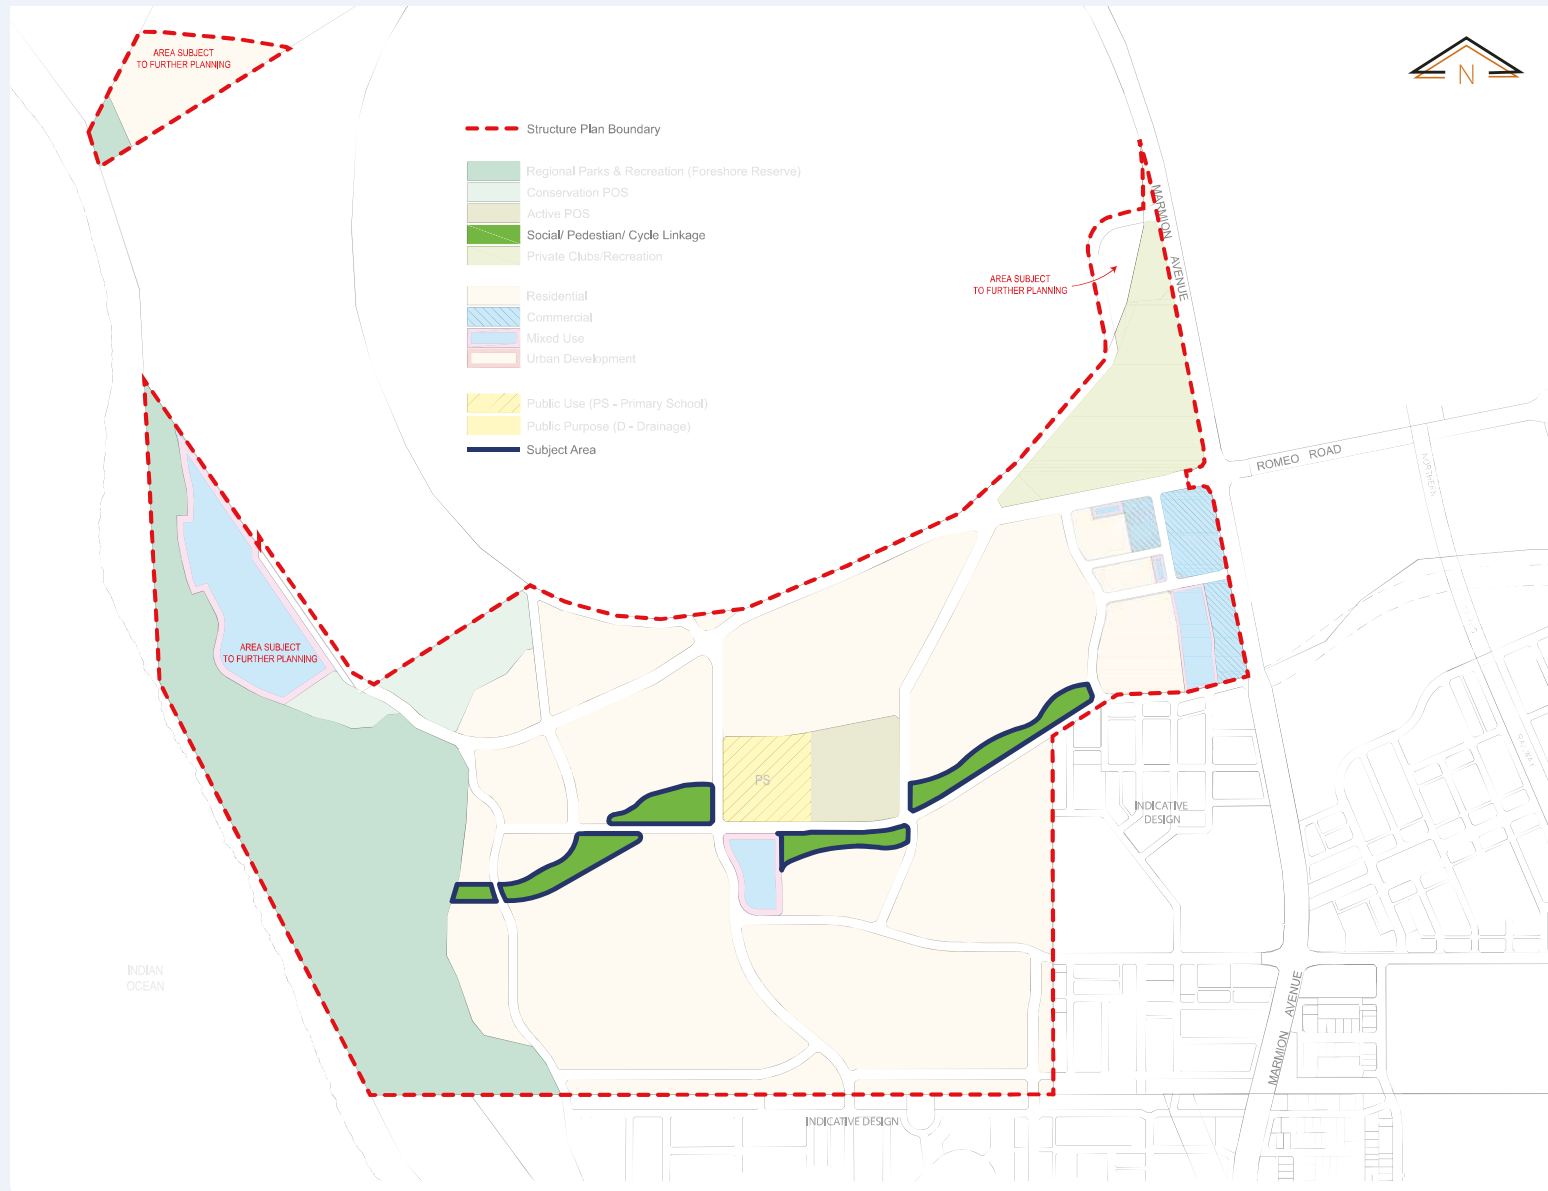 AREA SUBJECT
TO FURTHER PLANNING
N
Structure Plan Boundary
Regional Parks & Recreation (Foreshore Reserve)
Conservation POS
Active POS
Social/ Pedestian/ Cycle Linkage
Private Clubs/Recreation
Residential
Commercial
Mixed Use
Urban Development
Public Use (PS - Primary School)
Public Purpose (D - Drainage)
Subject Area
MARMION AVENUE
AREA SUBJECT
TO FURTHER PLANNING
ROMEO ROAD
NORTHERN
AREA SUBJECT
TO FURTHER PLANNING
PS
RAILWAY
INDICATIVE
DESIGN
INDIAN
OCEAN
MARMION AVENUE
INDICATIVE DESIGN